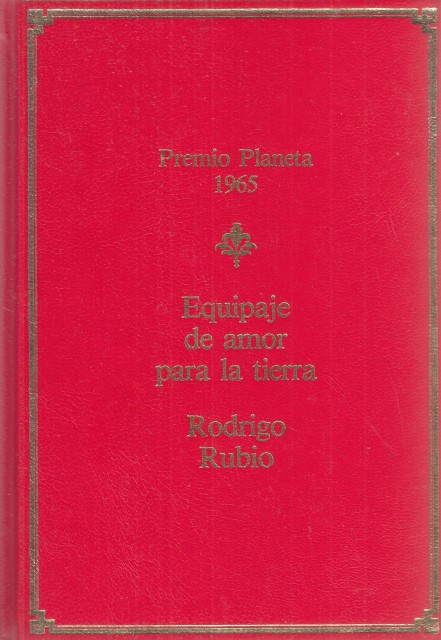 Premio Planeta
1965
Equipaje
de amor
para la tierra
Rodrigo
Rubio